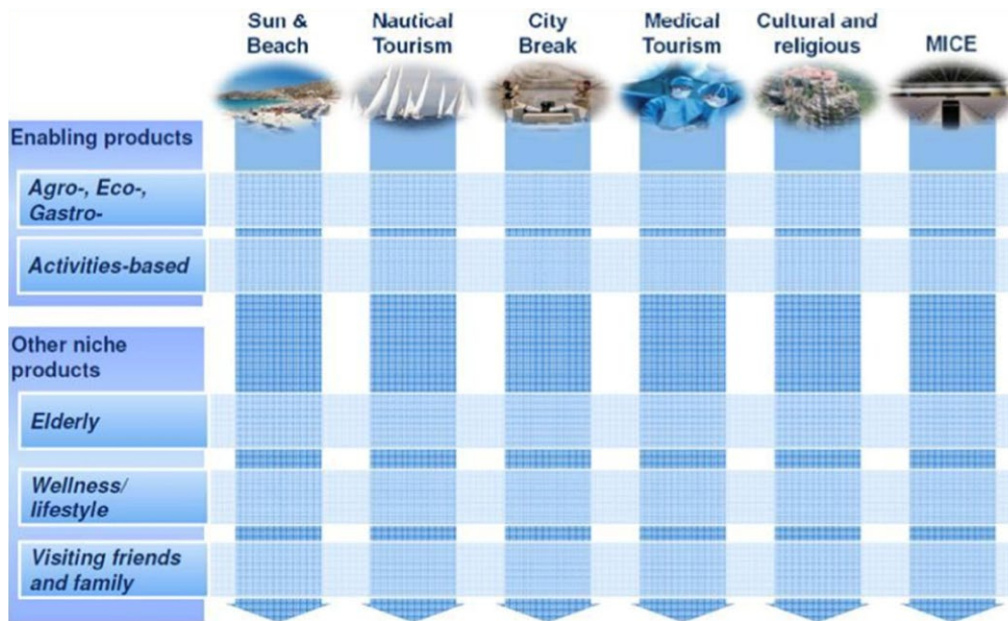 Sun &
Beach
Nautical
Tourism
City
Break
Medical
Tourism
Cultural and
religious
MICE
Enabling products
Agro-, Eco-,
Gastro-
Activities-based
Other niche
products
Elderly
Wellness/
lifestyle
Visiting friends
and family